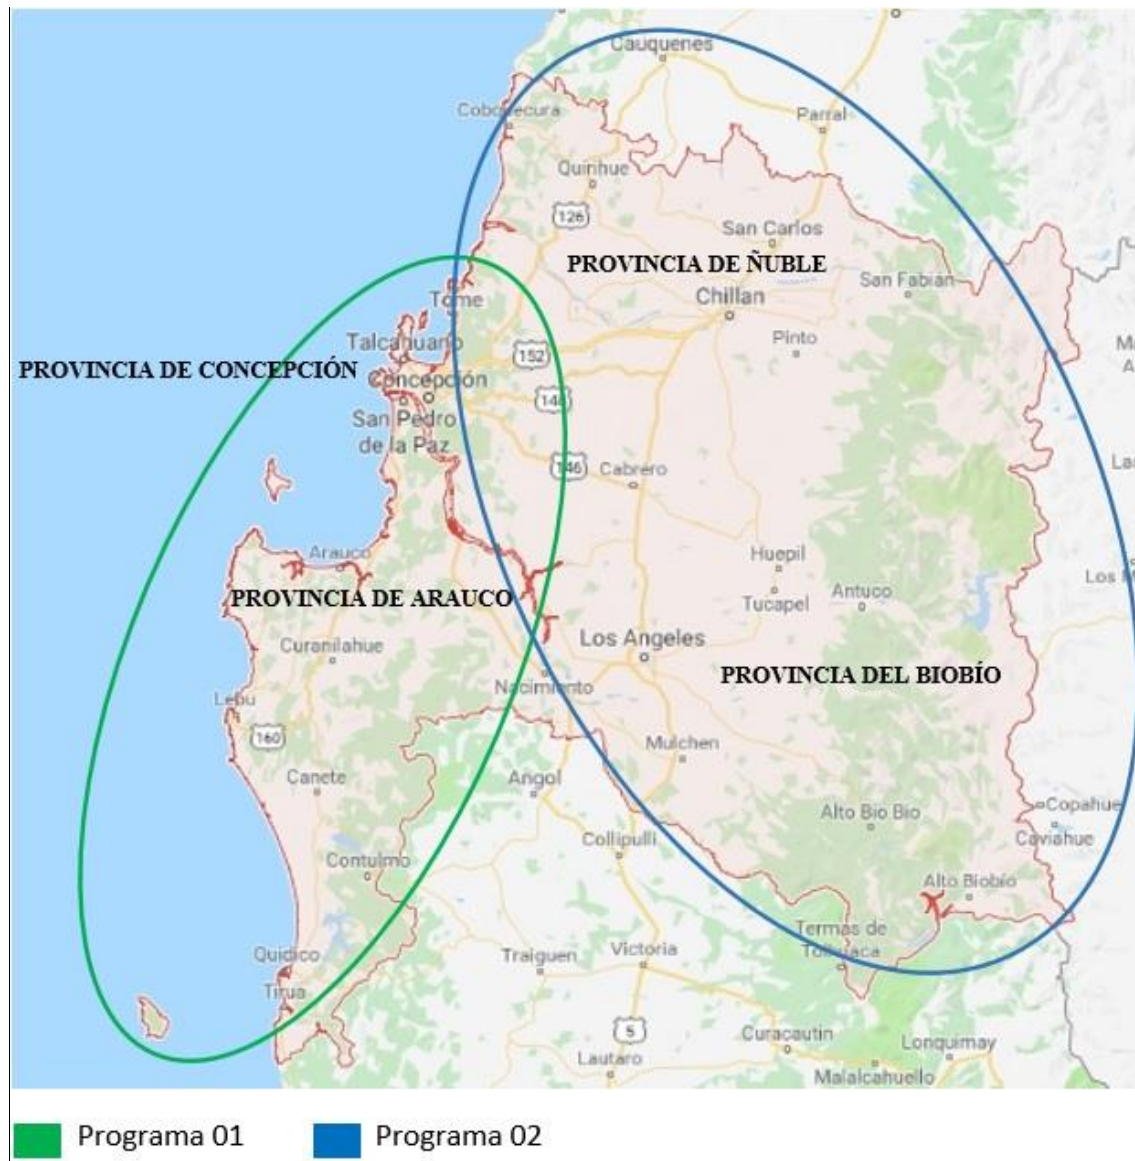 Cauquenes
Parral
Cobquecura
Quirihue
126
San Carlos
PROVINCIA DE ÑUBLE
San Fabián
Chillan
Tome
Pinto
Talcahuano
152
PROVINCIA DE CONCEPCIÓN
Concepción
148
San Pedro
de la Paz
146
Cabrero
Arauco
Huepil
PROVINCIA DE ARAUCO
Tucapel
Antuco
Los Angeles
Curanilahue
PROVINCIA DEL BIOBÍO
Nacimiento
Lebu
160
Mulchen
Canete
Angol
Copahue
Alto Bio Bio
Caviahue
Collipulli
Contulmo
Alto Biobío
Termas de
Tolhuaca
Quidico
Traiguen
Victoria
Tirua
5
Curacautin
Lonquimay
Lautaro
Malalcahuello
Programa 01 Programa 02